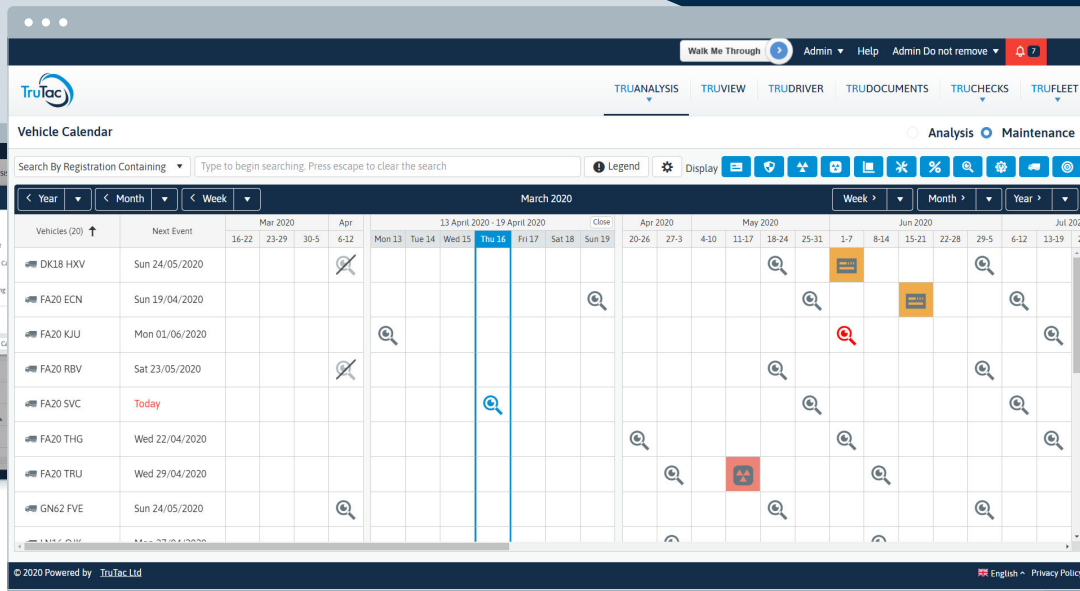 Walk Me Through
Admin
Help
Admin Do not remove
7
TruTac
TRUANALYSIS
TRUVIEW
TRUDRIVER
TRUDOCUMENTS
TRUCHECKS
TRUFLEET
Vehicle Calendar
Analysis
Maintenance
Search By Registration Containing
Type to begin searching. Press escape to clear the search
Legend
Display
Year
Month
Week
March 2020
Week
Month
Year
Vehicles (20)
Next Event
Mar 2020
Apr
13 April 2020 - 19 April 2020
Close
Apr 2020
May 2020
Jun 2020
16-22 23-29 30-5 6-12 Mon 13 Tue 14 Wed 15 Thu 16 Fri 17 Sat 18 Sun 19 20-26 27-3 4-10 11-17 18-24 25-31 1-7 8-14 15-21 22-28 29-5 6-12 13-19
DK18 HXV Sun 24/05/2020
FA20 ECN Sun 19/04/2020
FA20 KJU Mon 01/06/2020
FA20 RBV Sat 23/05/2020
FA20 SVC Today
FA20 THG Wed 22/04/2020
FA20 TRU Wed 29/04/2020
GN62 FVE Sun 24/05/2020
© 2020 Powered by TruTac Ltd
English
Privacy Policy